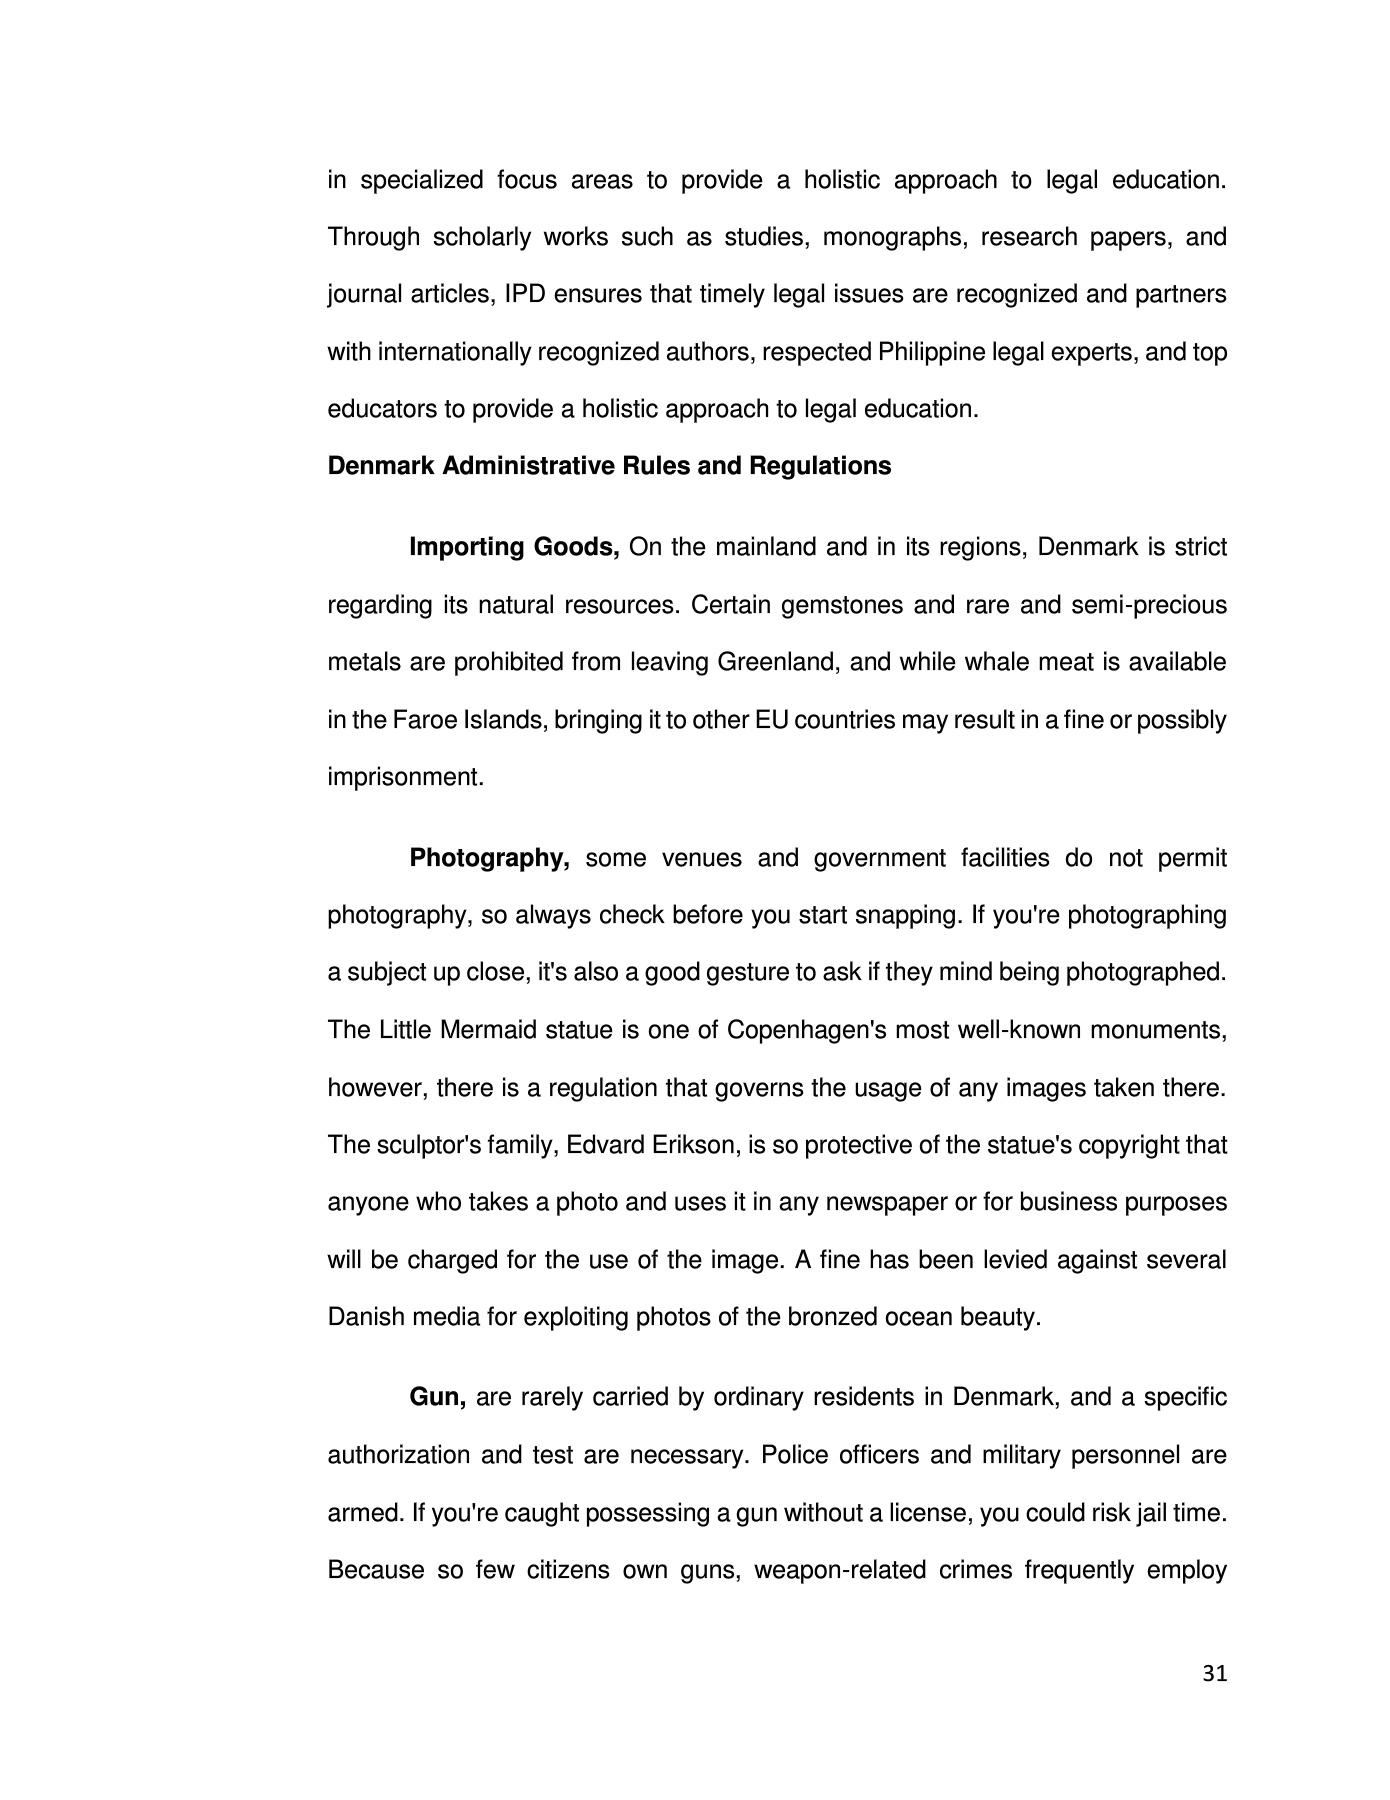 in specialized focus areas to provide a holistic approach to legal education.
Through scholarly works such as studies, monographs, research papers, and
journal articles, IPD ensures that timely legal issues are recognized and partners
with internationally recognized authors, respected Philippine legal experts, and top
educators to provide a holistic approach to legal education.
Denmark Administrative Rules and Regulations
Importing Goods, On the mainland and in its regions, Denmark is strict
regarding its natural resources. Certain gemstones and rare and semi-precious
metals are prohibited from leaving Greenland, and while whale meat is available
in the Faroe Islands, bringing it to other EU countries may result in a fine or possibly
imprisonment.
Photography, some venues and government facilities do not permit
photography, so always check before you start snapping. If you're photographing
a subject up close, it's also a good gesture to ask if they mind being photographed.
The Little Mermaid statue is one of Copenhagen's most well-known monuments,
however, there is a regulation that governs the usage of any images taken there.
The sculptor's family, Edvard Erikson, is so protective of the statue's copyright that
anyone who takes a photo and uses it in any newspaper or for business purposes
will be charged for the use of the image. A fine has been levied against several
Danish media for exploiting photos of the bronzed ocean beauty.
Gun, are rarely carried by ordinary residents in Denmark, and a specific
authorization and test are necessary. Police officers and military personnel are
armed. If you're caught possessing a gun without a license, you could risk jail time.
Because so few citizens own guns, weapon-related crimes frequently employ
31